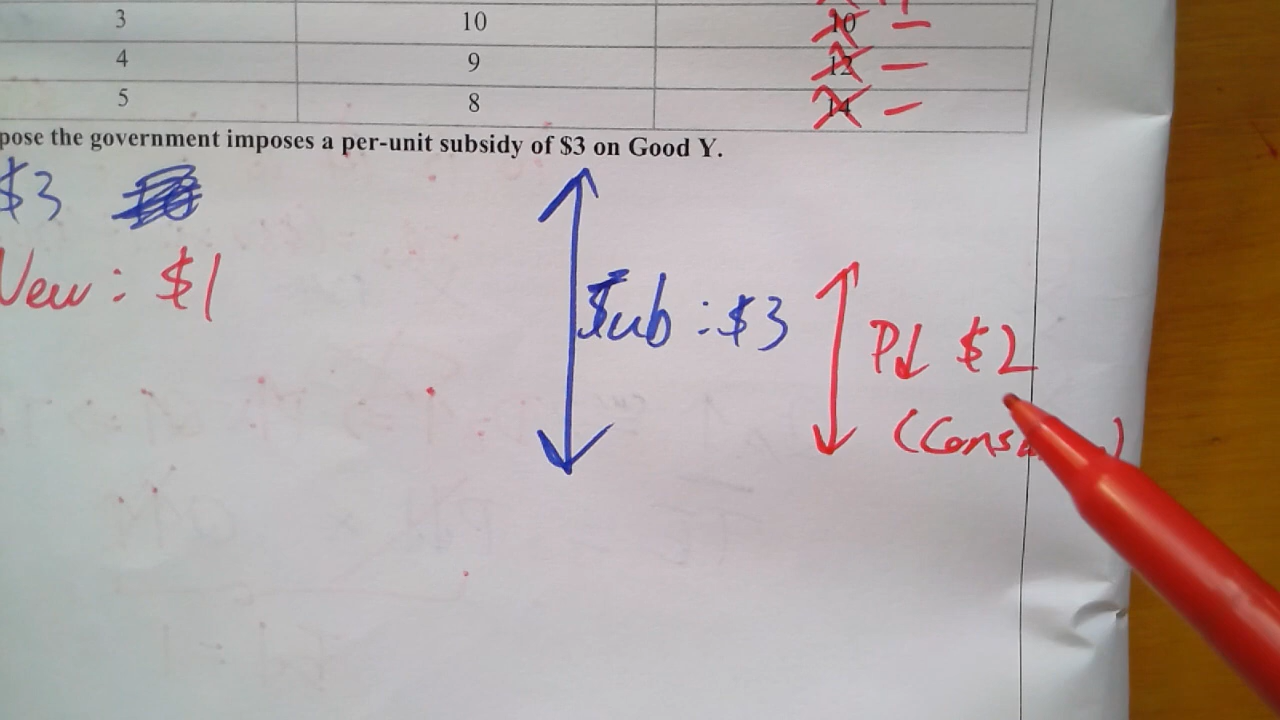 3 10 10 –
4 9 12 –
5 8 14 –
pose the government imposes a per-unit subsidy of $3 on Good Y.
$3
New : $1
Sub : $3
P↓ $2